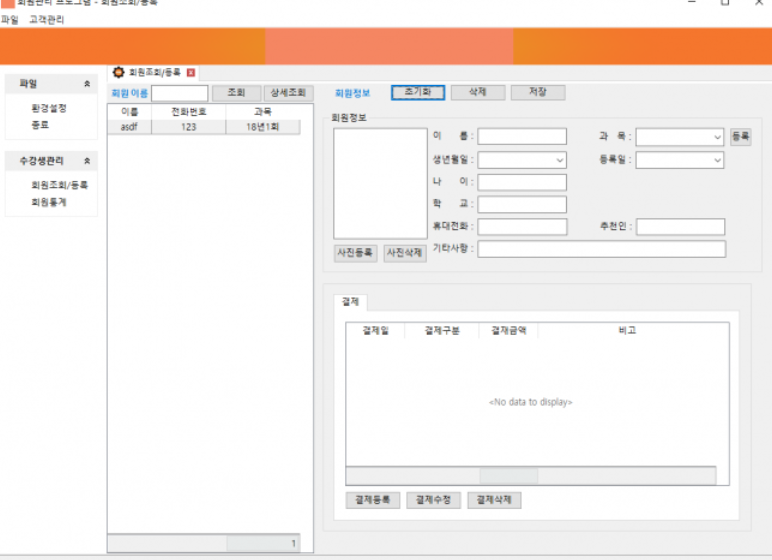 회원관리 프로그램 - 회원조회/등록
파일 고객관리
파일
환경설정
종료
수강생관리
회원조회/등록
회원통계
회원조회/등록
회원 이름 조회 상세조회
이름 전화번호 과목
asdf 123 18년1회
1
회원정보 초기화 삭제 저장
회원정보
이 름 : 과 목 : 등록
생년월일 : 등록일 :
나 이 :
학 교 :
휴대전화 : 추천인 :
기타사항 :
사진등록 사진삭제
결제
결제일 결제구분 결재금액 비고
<No data to display>
결제등록 결제수정 결제삭제